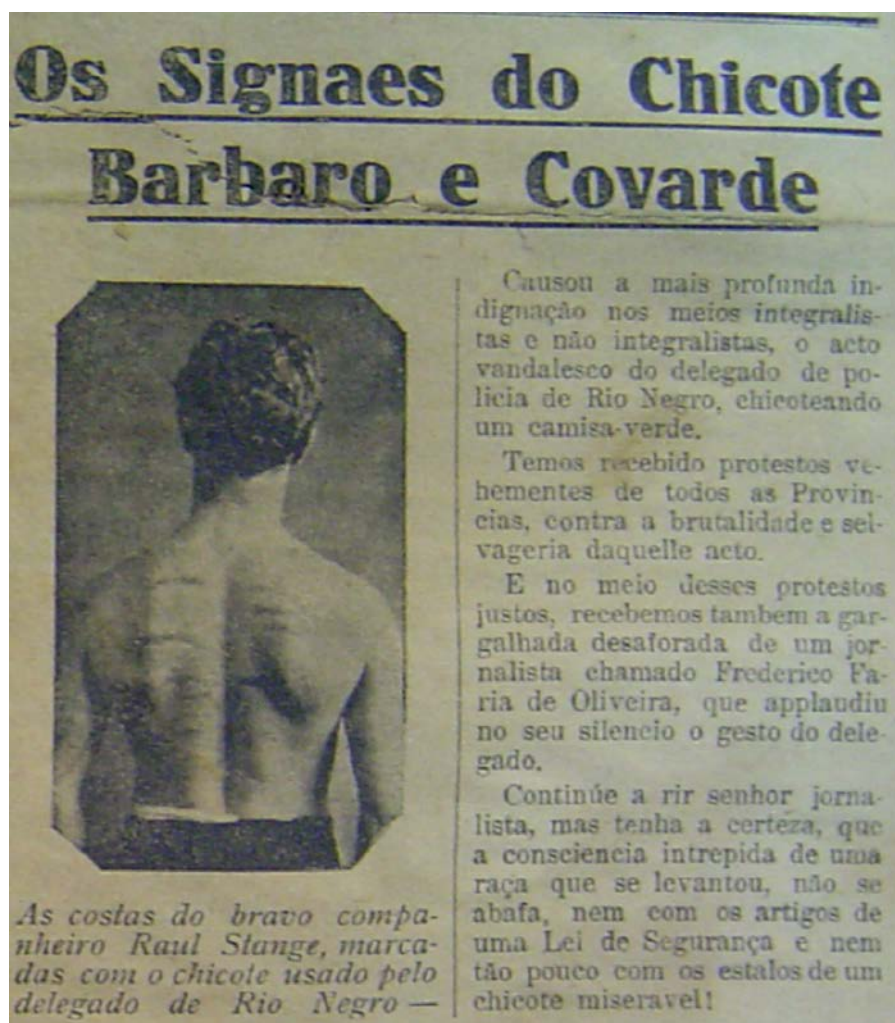 Os Signaes do Chicote
Barbaro e Covarde
As costas do bravo compa-
nheiro Raul Stange, marca-
das com o chicote usado pelo
delegado de Rio Negro —
Causou a mais profunda in-
dignação nos meios integralis-
tas e não integralistas, o acto
vandalesco do delegado de po-
licia de Rio Negro, chicoteando
um camisa-verde.
Temos recebido protestos ve-
hementes de todos as Provin-
cias, contra a brutalidade e sel-
vageria daquelle acto.
E no meio desses protestos
justos, recebemos tambem a gar-
galhada desaforada de um jor-
nalista chamado Frederico Fa-
ria de Oliveira, que applaudiu
no seu silencio o gesto do dele-
gado.
Continúe a rir senhor jorna-
lista, mas tenha a certeza, que
a consciencia intrepida de uma
raça que se levantou, não se
abafa, nem com os artigos de
uma Lei de Segurança e nem
tão pouco com os estalos de um
chicote miseravel!